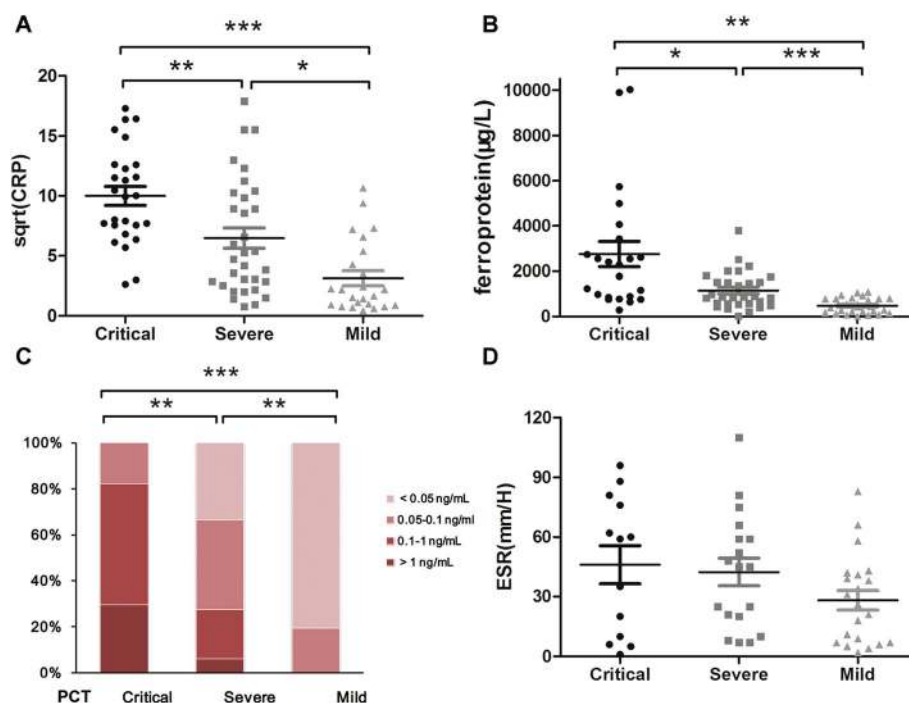 A
***
**
*
20
15
10
5
0
sqrt(CRP)
Critical Severe Mild
B
**
*
***
10000
8000
6000
4000
2000
0
ferroprotein(μg/L)
Critical Severe Mild
C
***
**
**
100%
80%
60%
40%
20%
0%
< 0.05 ng/mL
0.05-0.1 ng/ml
0.1-1 ng/mL
> 1 ng/mL
PCT Critical Severe Mild
D
120
90
60
30
0
ESR(mm/H)
Critical Severe Mild